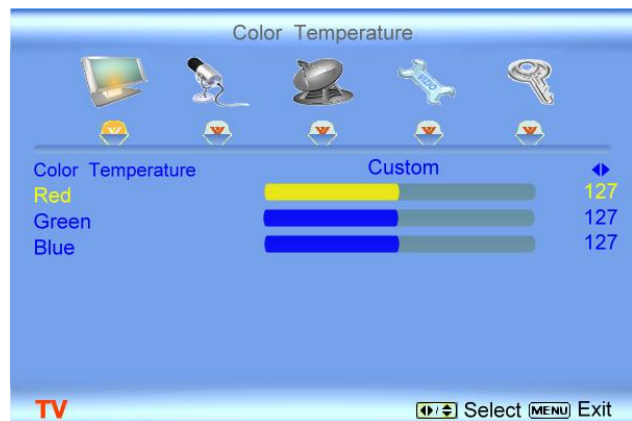 Color Temperature
Color Temperature Custom
Red 127
Green 127
Blue 127
TV Select MENU Exit